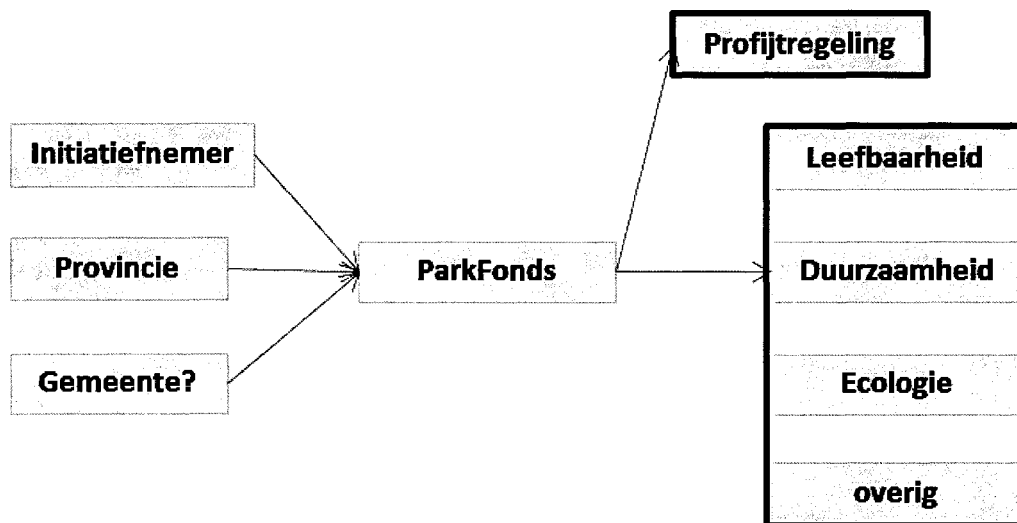 Profijtregeling
Initiatiefnemer
Provincie
Gemeente?
ParkFonds
Leefbaarheid
Duurzaamheid
Ecologie
overig